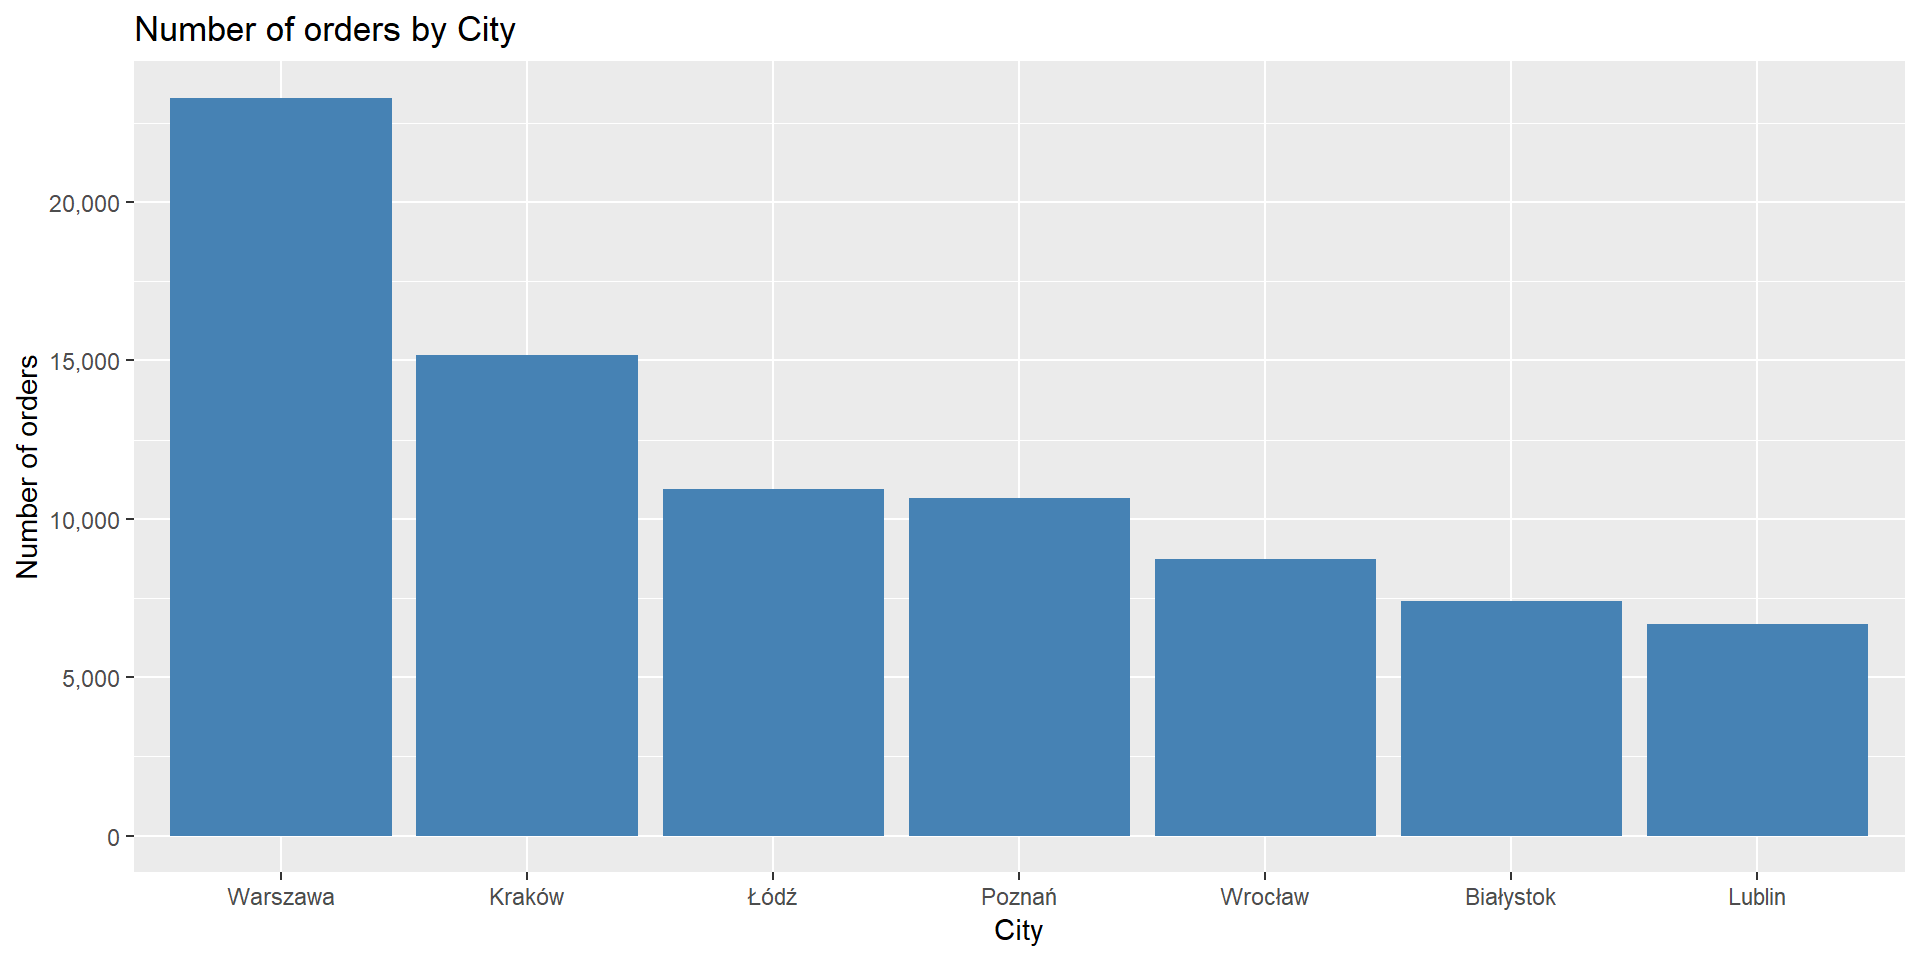 Number of orders by City
Number of orders
20,000
15,000
10,000
5,000
0
Warszawa Kraków Łódź Poznań Wrocław Białystok Lublin
City